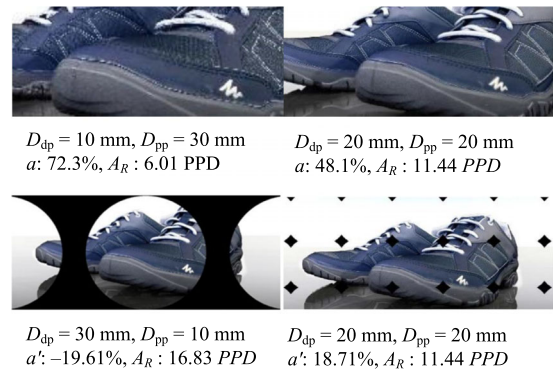 D_dp = 10 mm, D_pp = 30 mm
a: 72.3%, A_R : 6.01 PPD
D_dp = 20 mm, D_pp = 20 mm
a: 48.1%, A_R : 11.44 PPD
D_dp = 30 mm, D_pp = 10 mm
a′: –19.61%, A_R : 16.83 PPD
D_dp = 20 mm, D_pp = 20 mm
a′: 18.71%, A_R : 11.44 PPD